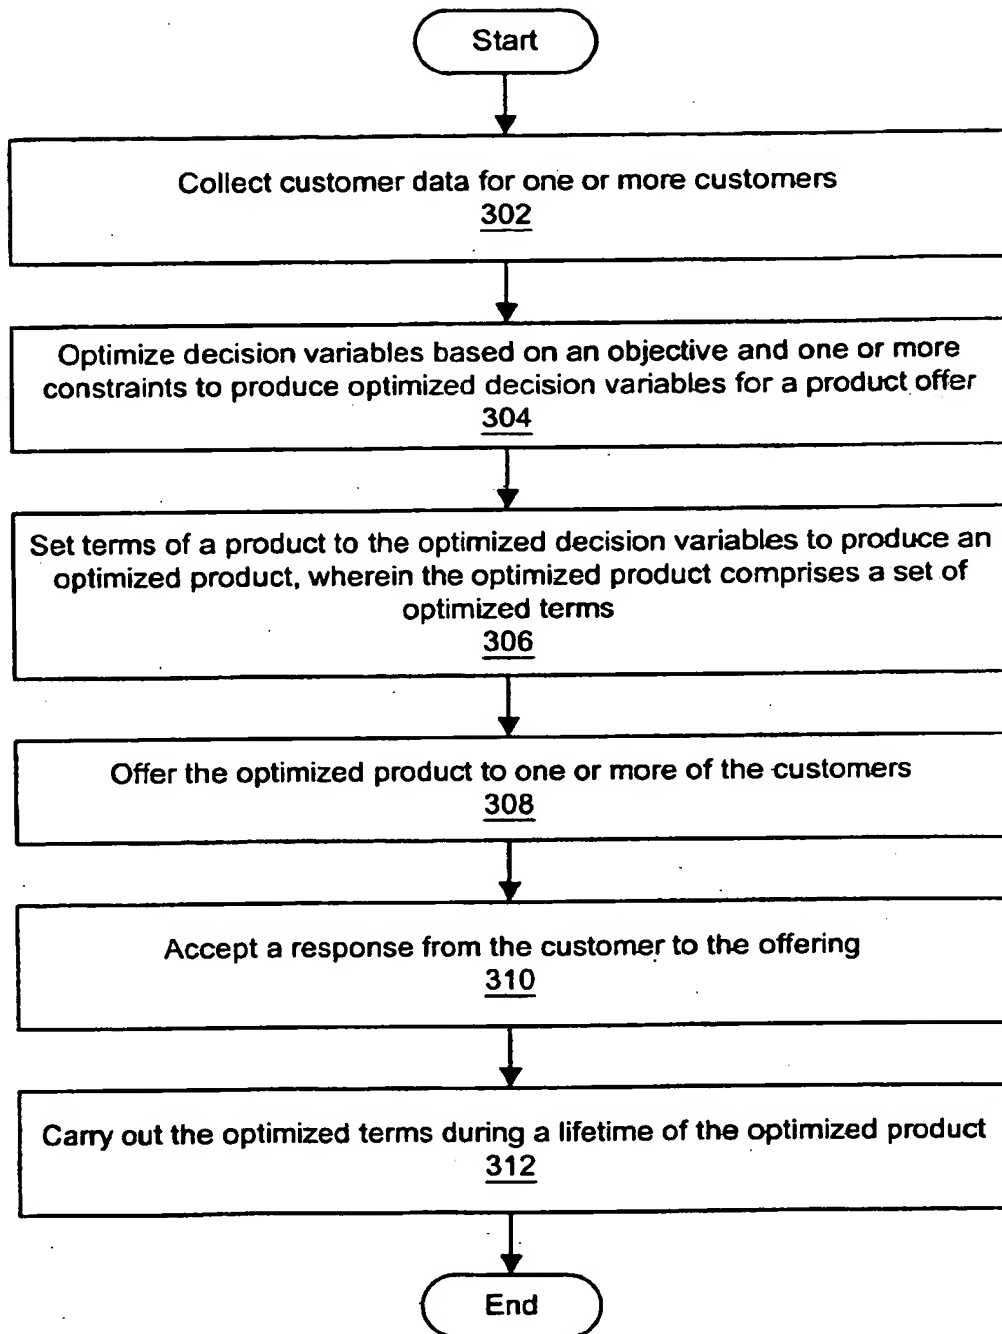 Start
Collect customer data for one or more customers
302
Optimize decision variables based on an objective and one or more
constraints to produce optimized decision variables for a product offer
304
Set terms of a product to the optimized decision variables to produce an
optimized product, wherein the optimized product comprises a set of
optimized terms
306
Offer the optimized product to one or more of the customers
308
Accept a response from the customer to the offering
310
Carry out the optimized terms during a lifetime of the optimized product
312
End